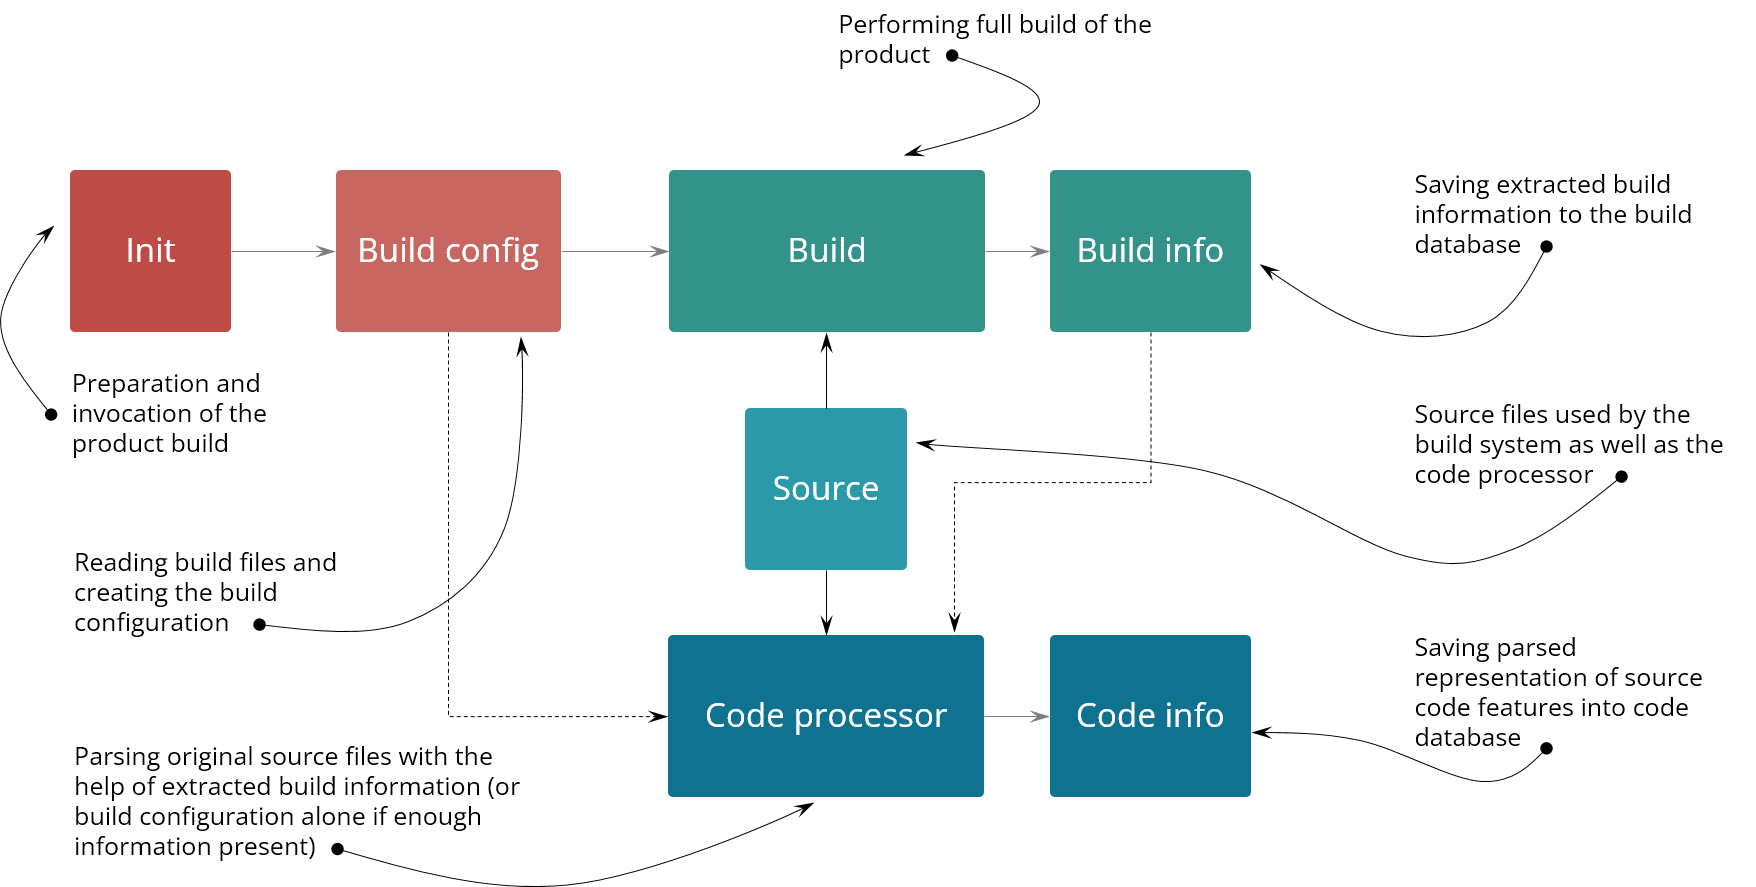 Performing full build of the
product
Init
Build config
Build
Build info
Saving extracted build
information to the build
database
Preparation and
invocation of the
product build
Source
Source files used by the
build system as well as the
code processor
Reading build files and
creating the build
configuration
Code processor
Code info
Saving parsed
representation of source
code features into code
database
Parsing original source files with the
help of extracted build information (or
build configuration alone if enough
information present)